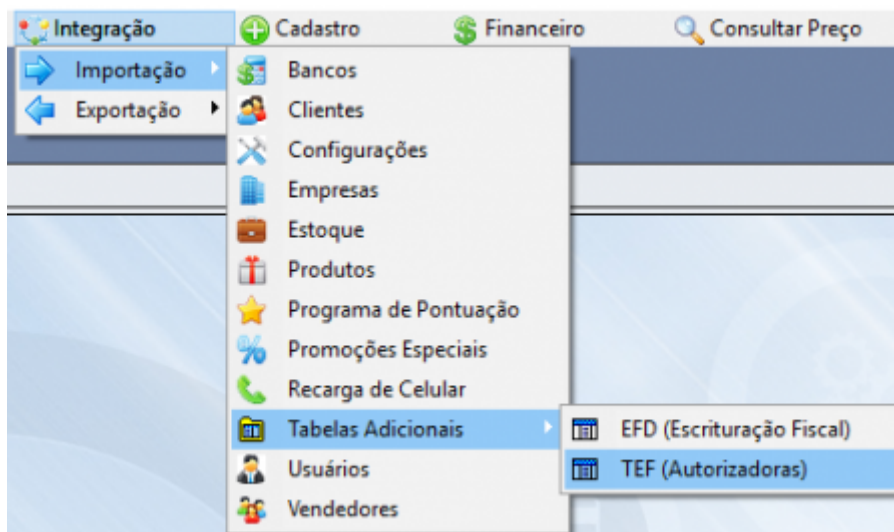 Integração Cadastro Financeiro Consultar Preço
Importação
Exportação
Bancos
Clientes
Configurações
Empresas
Estoque
Produtos
Programa de Pontuação
Promoções Especiais
Recarga de Celular
Tabelas Adicionais
EFD (Escrituração Fiscal)
TEF (Autorizadoras)
Usuários
Vendedores